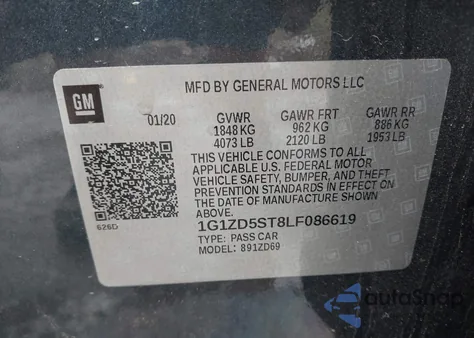 MFD BY GENERAL MOTORS LLC
GM
01/20 GVWR GAWR FRT GAWR RR
1848 KG 962 KG 886 KG
4073 LB 2120 LB 1953 LB
THIS VEHICLE CONFORMS TO ALL
APPLICABLE U.S. FEDERAL MOTOR
VEHICLE SAFETY, BUMPER, AND THEFT
PREVENTION STANDARDS IN EFFECT
ON THE DATE OF MANUFACTURE SHOWN
ABOVE.
626D
1G1ZD5ST8LF086619
TYPE: PASS CAR
MODEL: 891ZD69
autoSnap